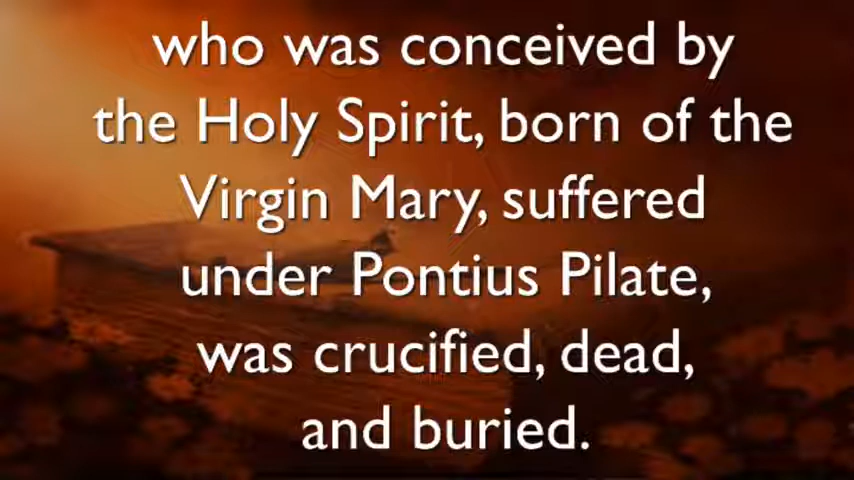 who was conceived by
the Holy Spirit, born of the
Virgin Mary, suffered
under Pontius Pilate,
was crucified, dead,
and buried.